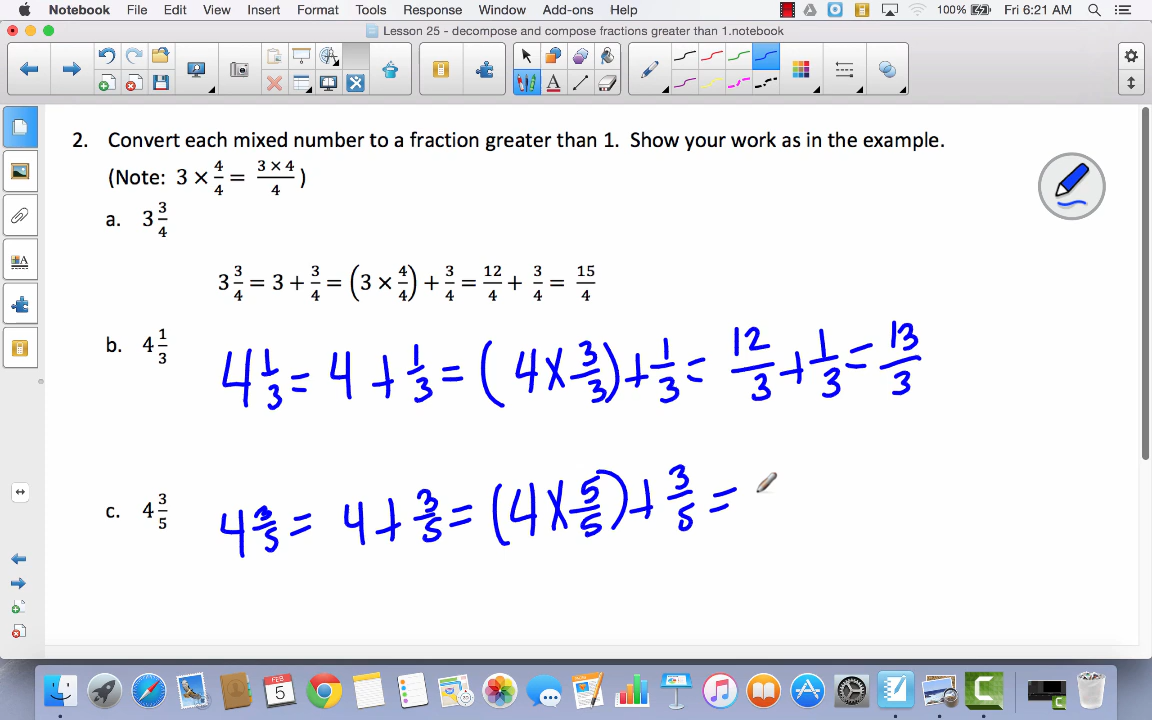 Notebook File Edit View Insert Format Tools Response Window Add-ons Help 100% Fri 6:21 AM
Lesson 25 - decompose and compose fractions greater than 1.notebook
2. Convert each mixed number to a fraction greater than 1. Show your work as in the example.
(Note: 3 × 4/4 = 3 × 4/4 )
a. 3 3/4
3 3/4 = 3 + 3/4 = (3 × 4/4) + 3/4 = 12/4 + 3/4 = 15/4
b. 4 1/3
4 1/3 = 4 + 1/3 = (4 × 3/3) + 1/3 = 12/3 + 1/3 = 13/3
c. 4 3/5
4 3/5 = 4 + 3/5 = (4 × 5/5) + 3/5 =
FEB
5